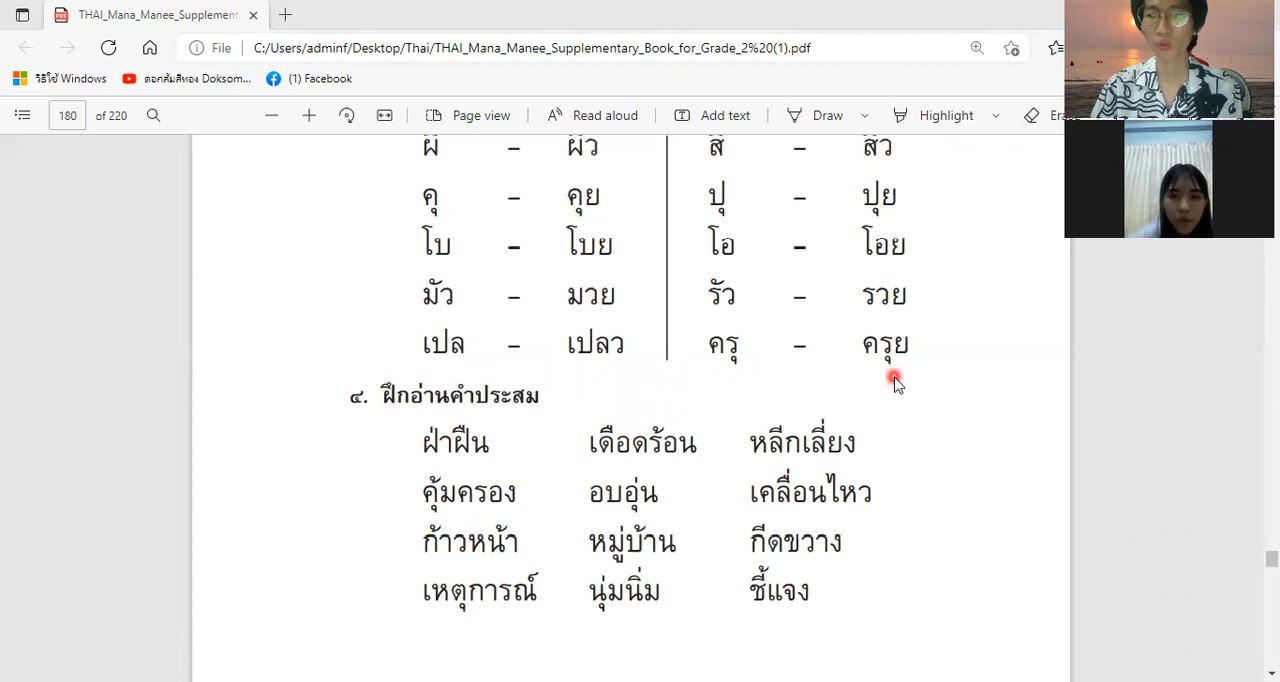 THAI_Mana_Manee_Supplementa
File C:/Users/adminf/Desktop/Thai/THAI_Mana_Manee_Supplementary_Book_for_Grade_2%20(1).pdf
วิธีใช้ Windows ดอกส้มสีทอง Doksom... (1) Facebook
180 of 220 Page view Read aloud Add text Draw Highlight
ผี – ผิว สี – สิว
คุ – คุย ปุ – ปุย
โบ – โบย โอ – โอย
มัว – มวย รัว – รวย
เปล – เปลว ครุ – ครุย
๔. ฝึกอ่านคำประสม
ฝ่าฝืน เดือดร้อน หลีกเลี่ยง
คุ้มครอง อบอุ่น เคลื่อนไหว
ก้าวหน้า หมู่บ้าน กีดขวาง
เหตุการณ์ นุ่มนิ่ม ชี้แจง